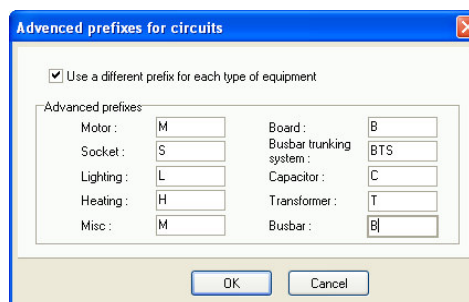 Advenced prefixes for circuits
Use a different prefix for each type of equipment
Advanced prefixes
Motor : M Board : B
Socket : S Busbar trunking system : BTS
Lighting : L Capacitor : C
Heating : H Transformer : T
Misc : M Busbar : B
OK Cancel